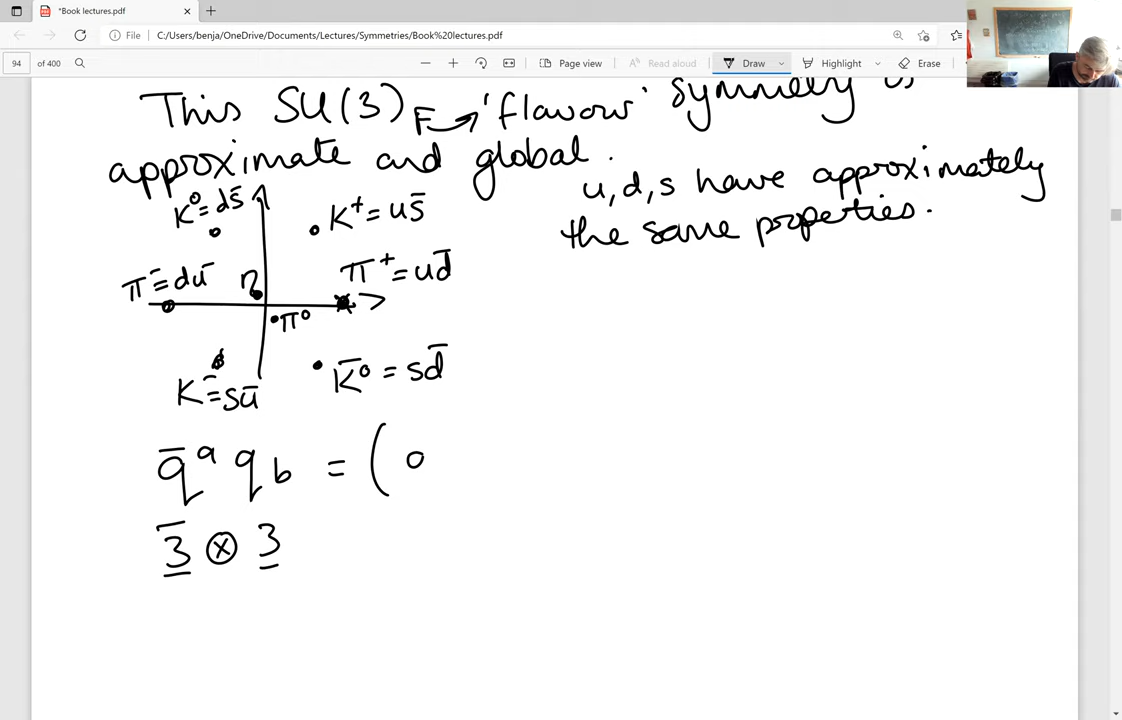 *Book lectures.pdf
File C:/Users/benja/OneDrive/Documents/Lectures/Symmetries/Book%20lectures.pdf
94 of 400 Page view Read aloud Draw Highlight Erase
This SU(3)F → 'flavour' symmetry is
approximate and global.
u, d, s have approximately
the same properties.
K⁰ = ds̄
K⁺ = us̄
π⁻ = dū
η
π⁺ = ud̄
π⁰
K⁻ = sū
K̄⁰ = sd̄
q̄ᵃ q_b = ( 0
3̄ ⊗ 3